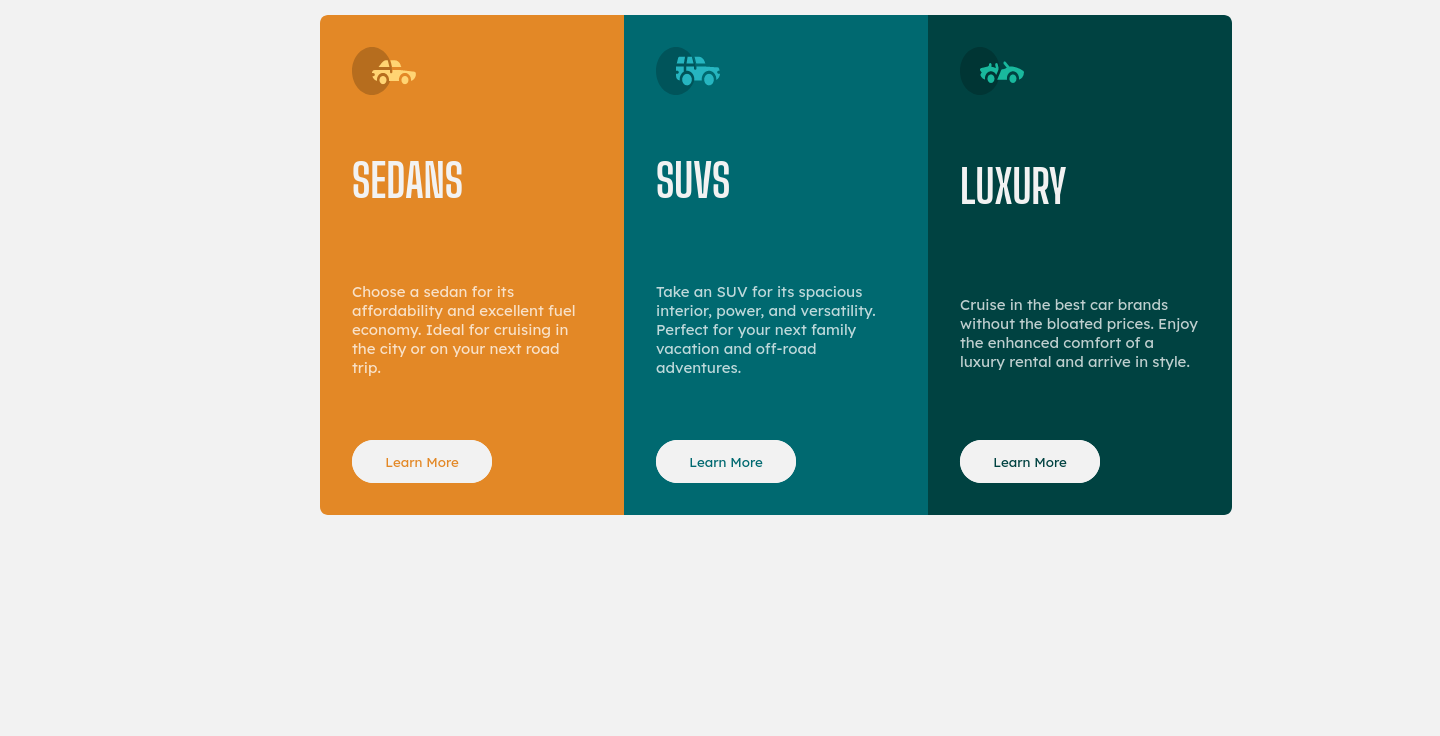 SEDANS
Choose a sedan for its
affordability and excellent fuel
economy. Ideal for cruising in
the city or on your next road
trip.
Learn More
SUVS
Take an SUV for its spacious
interior, power, and versatility.
Perfect for your next family
vacation and off-road
adventures.
Learn More
LUXURY
Cruise in the best car brands
without the bloated prices. Enjoy
the enhanced comfort of a
luxury rental and arrive in style.
Learn More